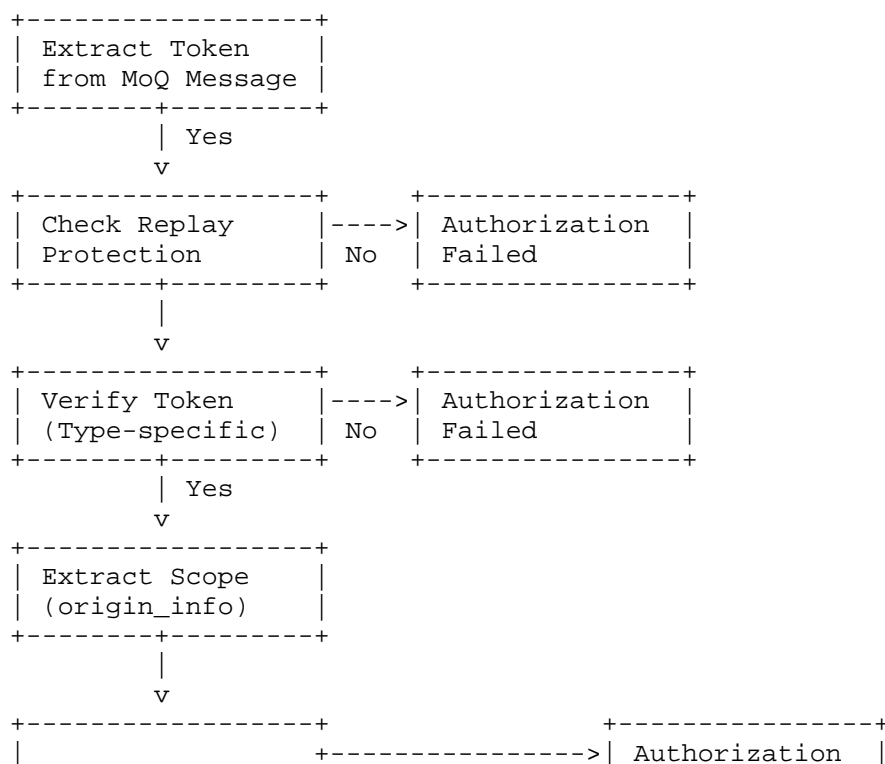 +------------------+
| Extract Token    |
| from MoQ Message |
+--------+---------+
         | Yes
         v
+------------------+     +----------------+
| Check Replay     |---->| Authorization  |
| Protection       | No  | Failed         |
+--------+---------+     +----------------+
         |
         v
+------------------+     +----------------+
| Verify Token     |---->| Authorization  |
| (Type-specific)  | No  | Failed         |
+--------+---------+     +----------------+
         | Yes
         v
+------------------+
| Extract Scope    |
| (origin_info)    |
+--------+---------+
         |
         v
+------------------+                 +----------------+
|                  +---------------->| Authorization  |